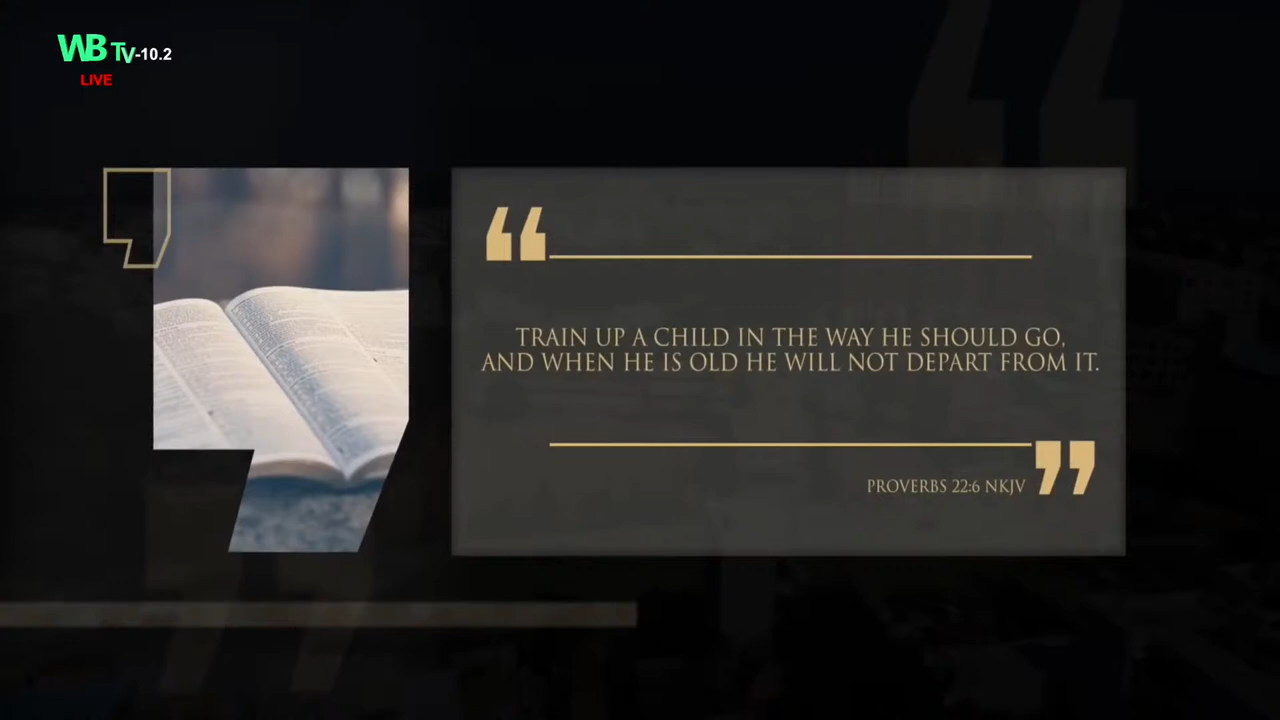 WB TV-10.2
LIVE
TRAIN UP A CHILD IN THE WAY HE SHOULD GO,
AND WHEN HE IS OLD HE WILL NOT DEPART FROM IT.
PROVERBS 22:6 NKJV